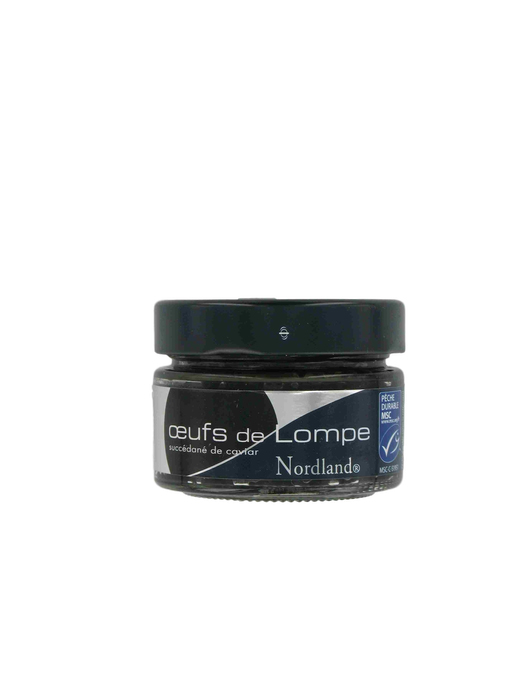 œufs de Lompe
succédané de caviar
Nordland®
PÊCHE
DURABLE
MSC